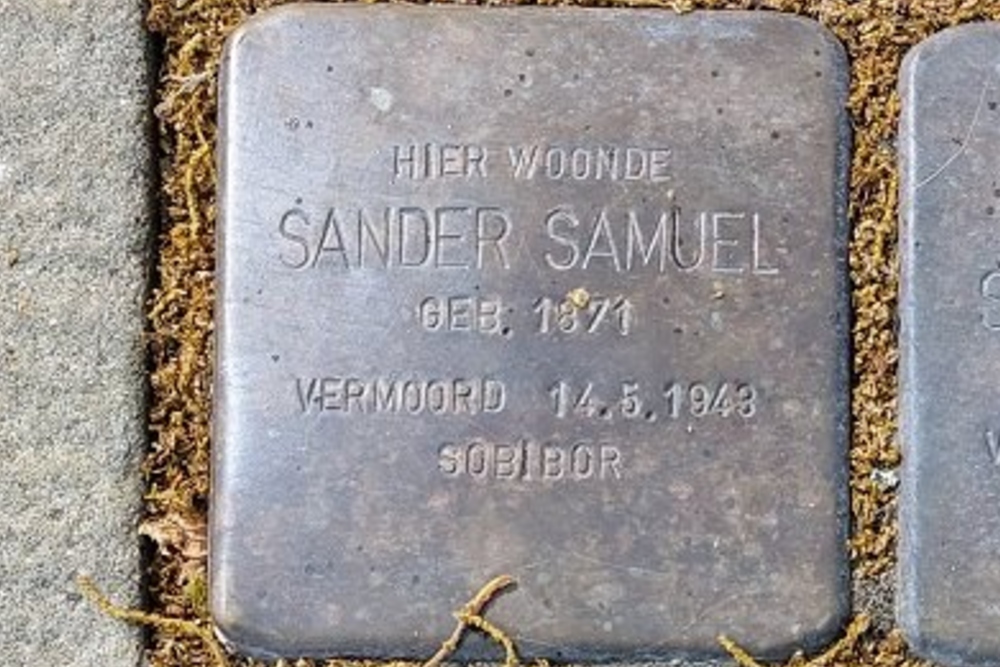 HIER WOONDE
SANDER SAMUEL
GEB. 1871
VERMOORD 14.5.1943
SOBIBOR